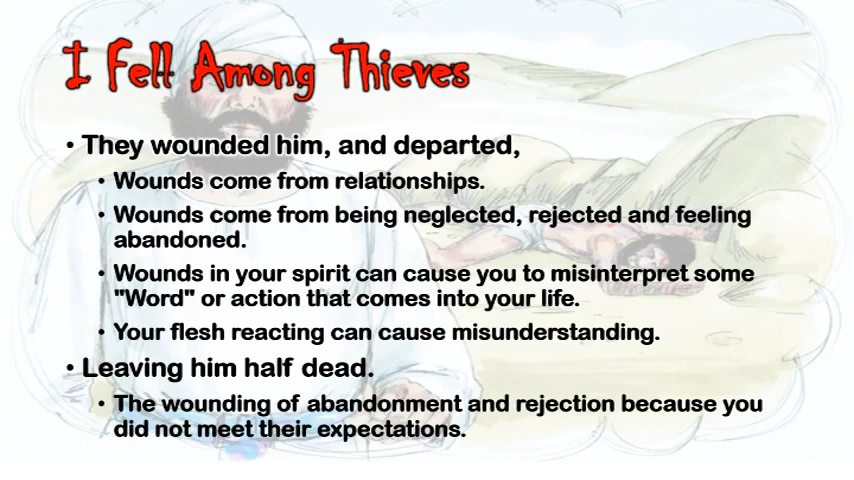 I Fell Among Thieves
• They wounded him, and departed,
• Wounds come from relationships.
• Wounds come from being neglected, rejected and feeling
abandoned.
• Wounds in your spirit can cause you to misinterpret some
"Word" or action that comes into your life.
• Your flesh reacting can cause misunderstanding.
• Leaving him half dead.
• The wounding of abandonment and rejection because you
did not meet their expectations.